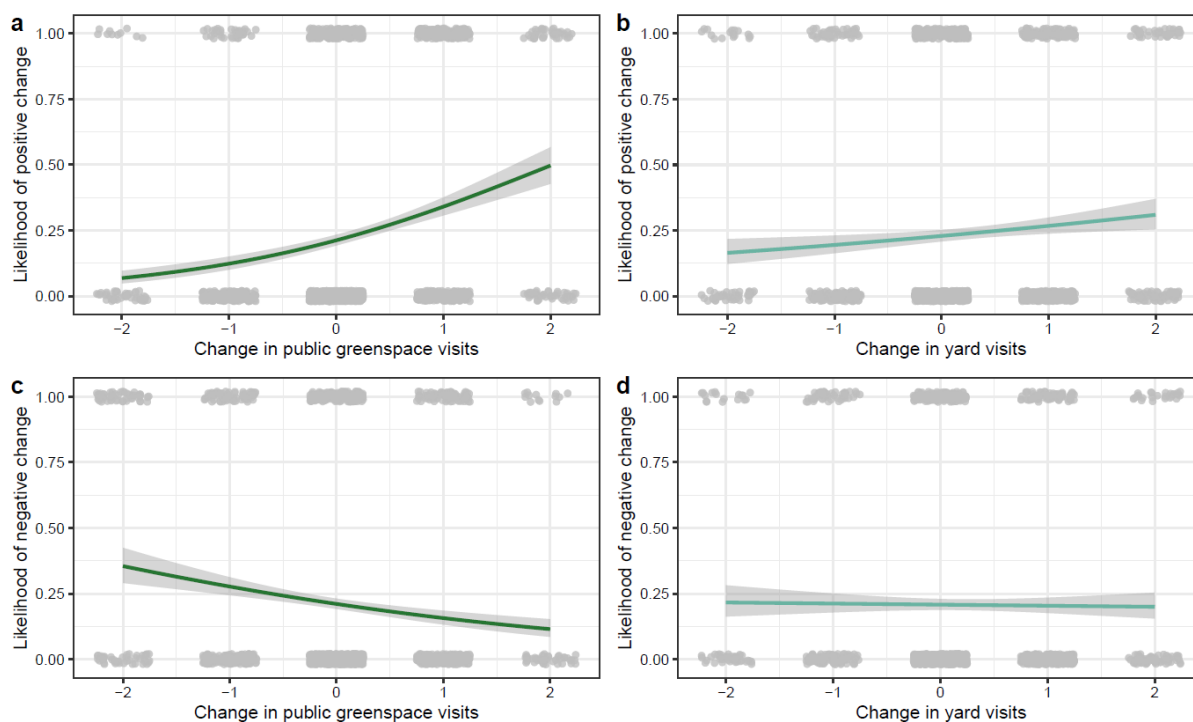 a
Likelihood of positive change
1.00
0.75
0.50
0.25
0.00
−2 −1 0 1 2
Change in public greenspace visits
b
Likelihood of positive change
1.00
0.75
0.50
0.25
0.00
−2 −1 0 1 2
Change in yard visits
c
Likelihood of negative change
1.00
0.75
0.50
0.25
0.00
−2 −1 0 1 2
Change in public greenspace visits
d
Likelihood of negative change
1.00
0.75
0.50
0.25
0.00
−2 −1 0 1 2
Change in yard visits